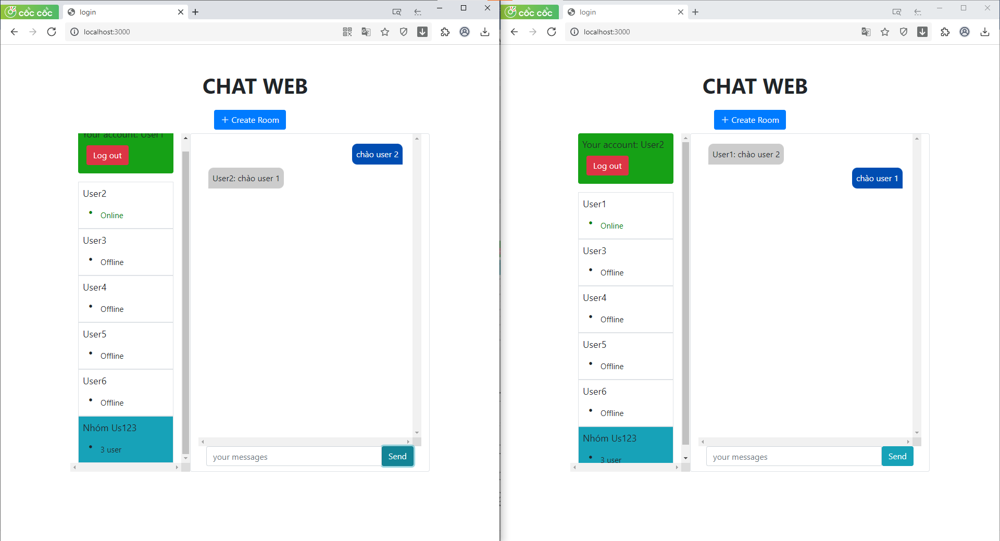 cốc cốc
login
localhost:3000
CHAT WEB
Create Room
Your account: User1
Log out
User2
Online
User3
Offline
User4
Offline
User5
Offline
User6
Offline
Nhóm Us123
3 user
chào user 2
User2: chào user 1
your messages
Send
cốc cốc
login
localhost:3000
CHAT WEB
Create Room
Your account: User2
Log out
User1
Online
User3
Offline
User4
Offline
User5
Offline
User6
Offline
Nhóm Us123
3 user
User1: chào user 2
chào user 1
your messages
Send